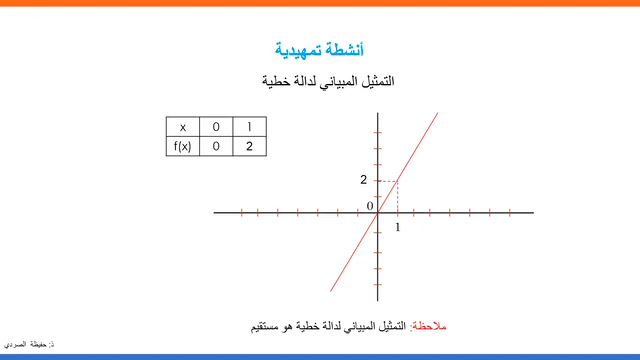 أنشطة تمهيدية
التمثيل المبياني لدالة خطية
x 0 1
f(x) 0 2
2
0
1
ملاحظة: التمثيل المبياني لدالة خطية هو مستقيم
ذ: حفيظة الصردي